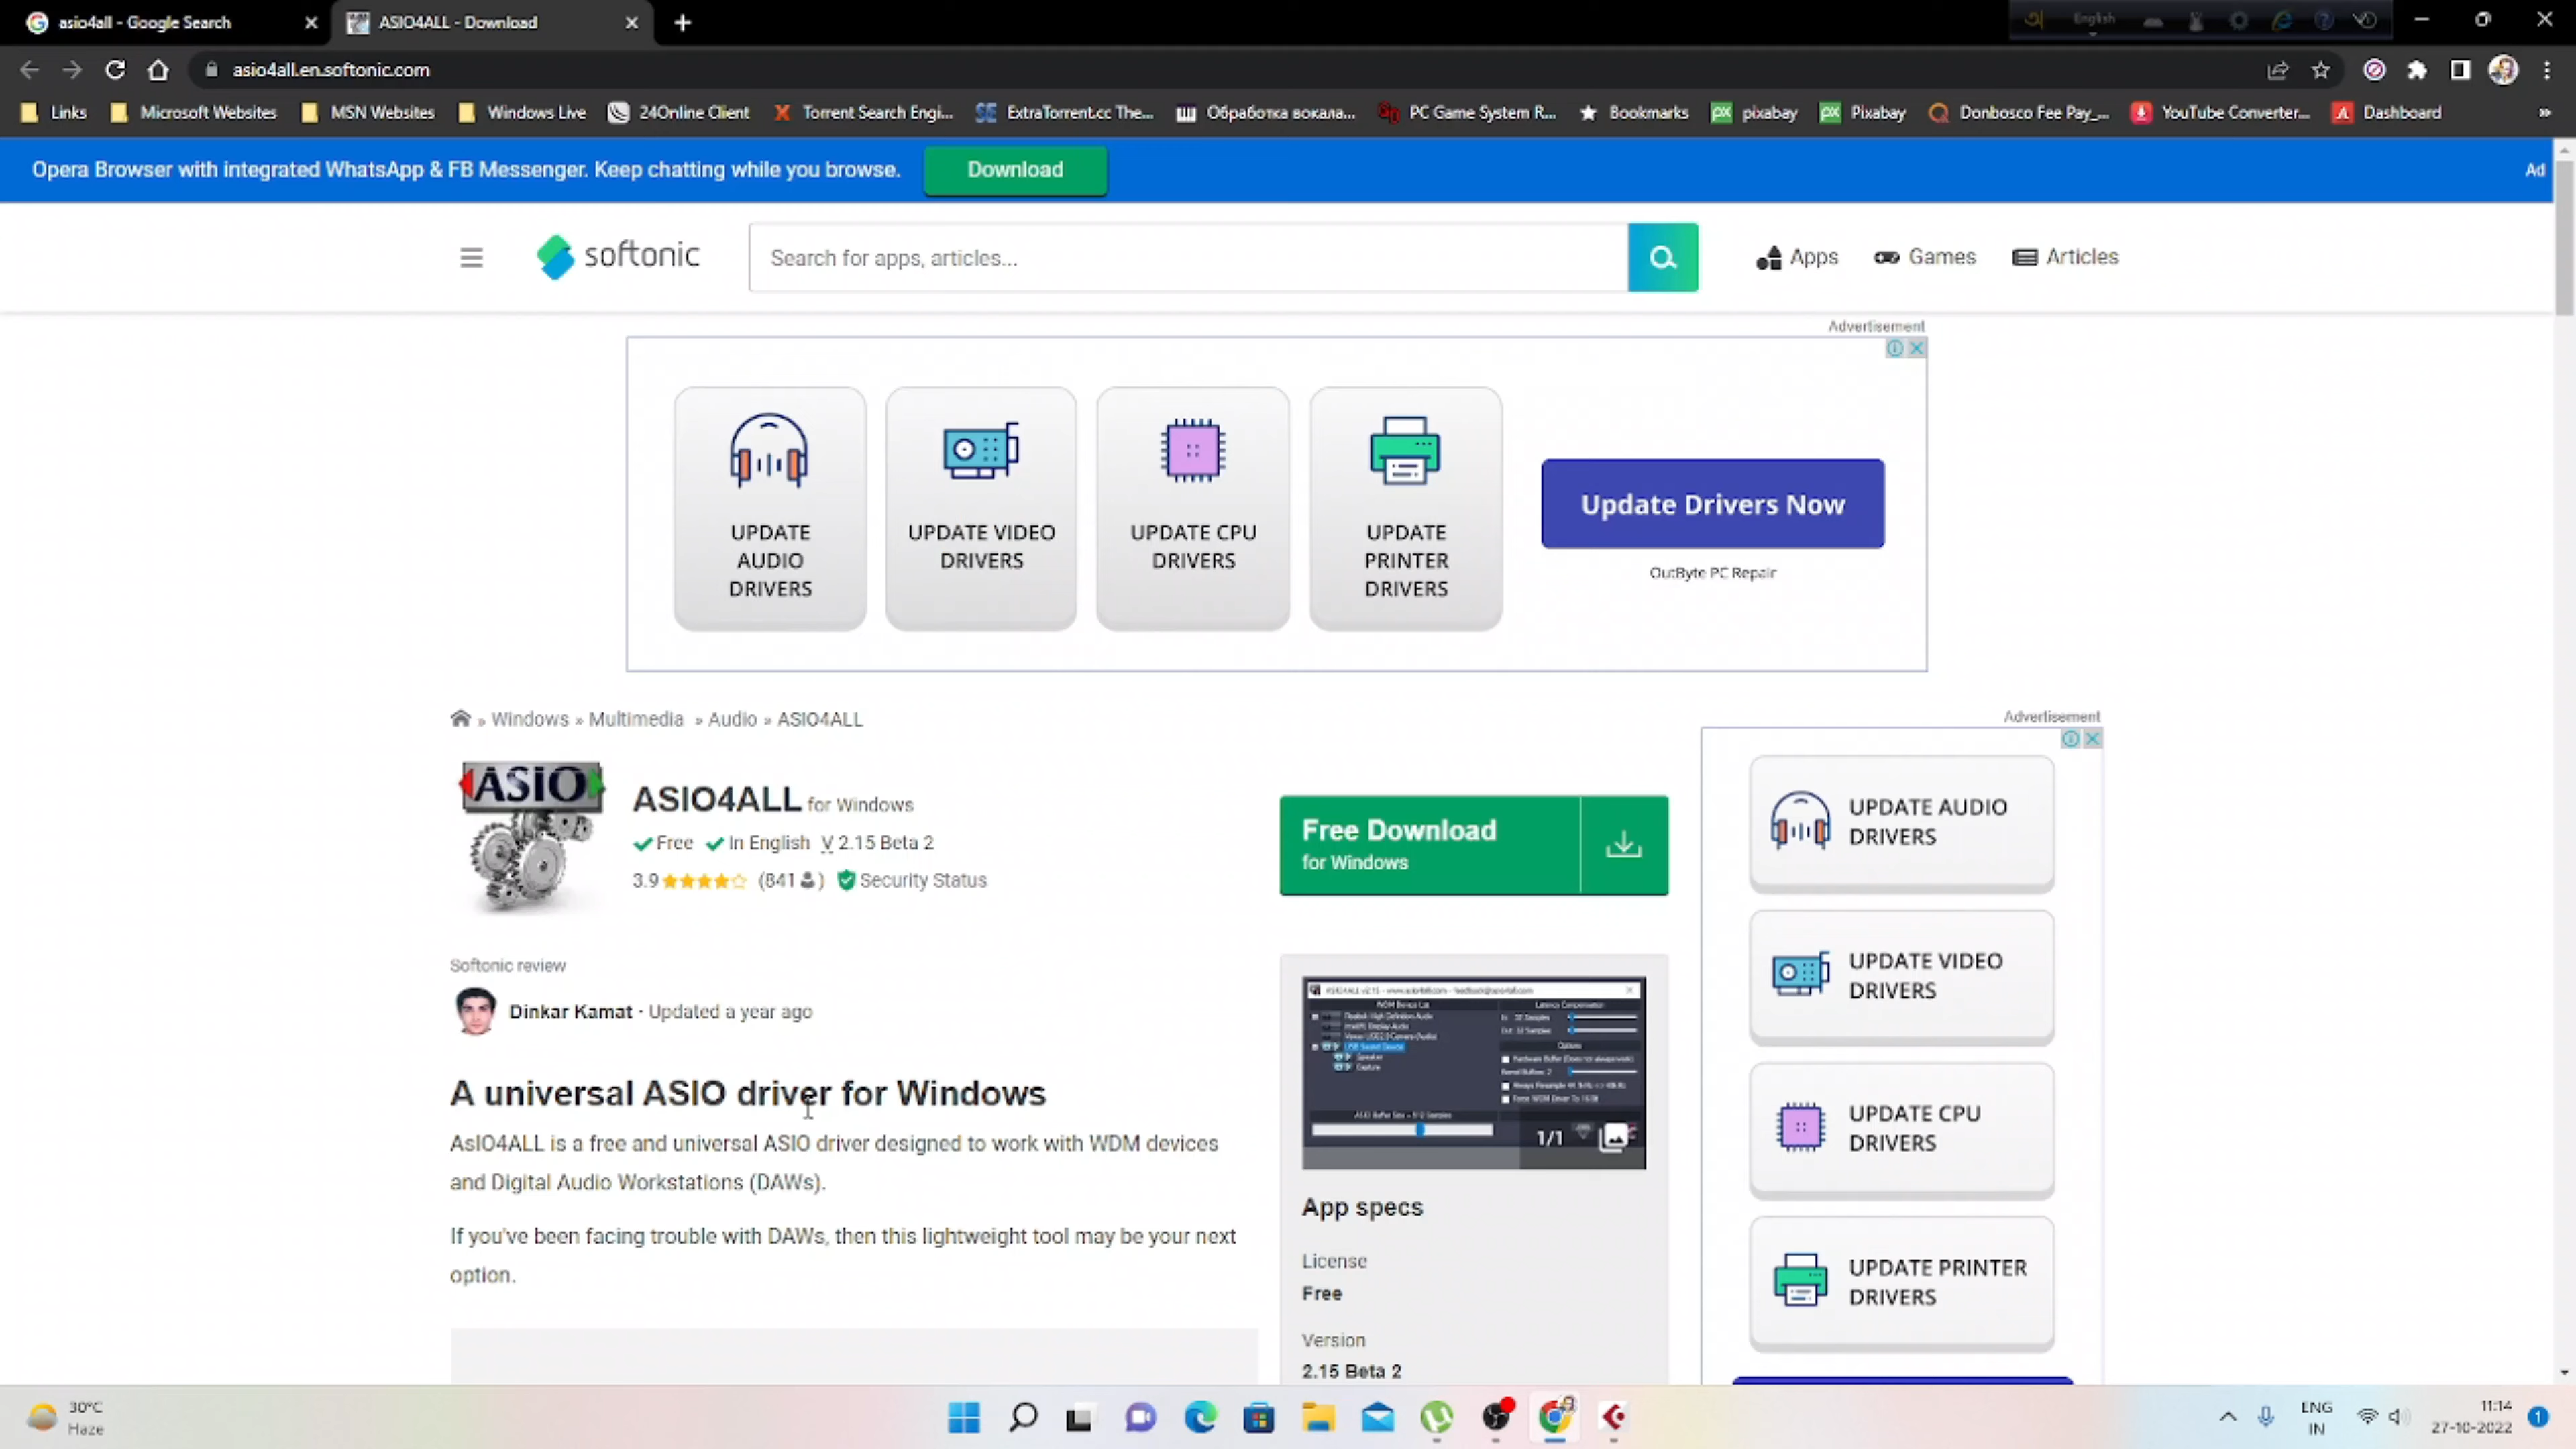 asio4all - Google Search
ASIO4ALL - Download
English
asio4all.en.softonic.com
Links
Microsoft Websites
MSN Websites
Windows Live
24Online Client
Torrent Search Engi...
ExtraTorrent.cc The...
Обработка вокала...
PC Game System R...
Bookmarks
pixabay
Pixabay
Donbosco Fee Pay_...
YouTube Converter...
Dashboard
Opera Browser with integrated WhatsApp & FB Messenger. Keep chatting while you browse.
Download
Ad
softonic
Search for apps, articles...
Apps
Games
Articles
Advertisement
UPDATE
AUDIO
DRIVERS
UPDATE VIDEO
DRIVERS
UPDATE CPU
DRIVERS
UPDATE
PRINTER
DRIVERS
Update Drivers Now
OutByte PC Repair
» Windows » Multimedia » Audio » ASIO4ALL
Advertisement
ASIO
ASIO4ALL for Windows
Free In English V 2.15 Beta 2
3.9 (841) Security Status
Free Download
for Windows
Softonic review
Dinkar Kamat · Updated a year ago
A universal ASIO driver for Windows
AsIO4ALL is a free and universal ASIO driver designed to work with WDM devices
and Digital Audio Workstations (DAWs).
If you've been facing trouble with DAWs, then this lightweight tool may be your next
option.
WDM Device List
Latency Compensation
Options
1/1
App specs
License
Free
Version
2.15 Beta 2
UPDATE AUDIO
DRIVERS
UPDATE VIDEO
DRIVERS
UPDATE CPU
DRIVERS
UPDATE PRINTER
DRIVERS
30°C
Haze
ENG
IN
11:14
27-10-2022
1